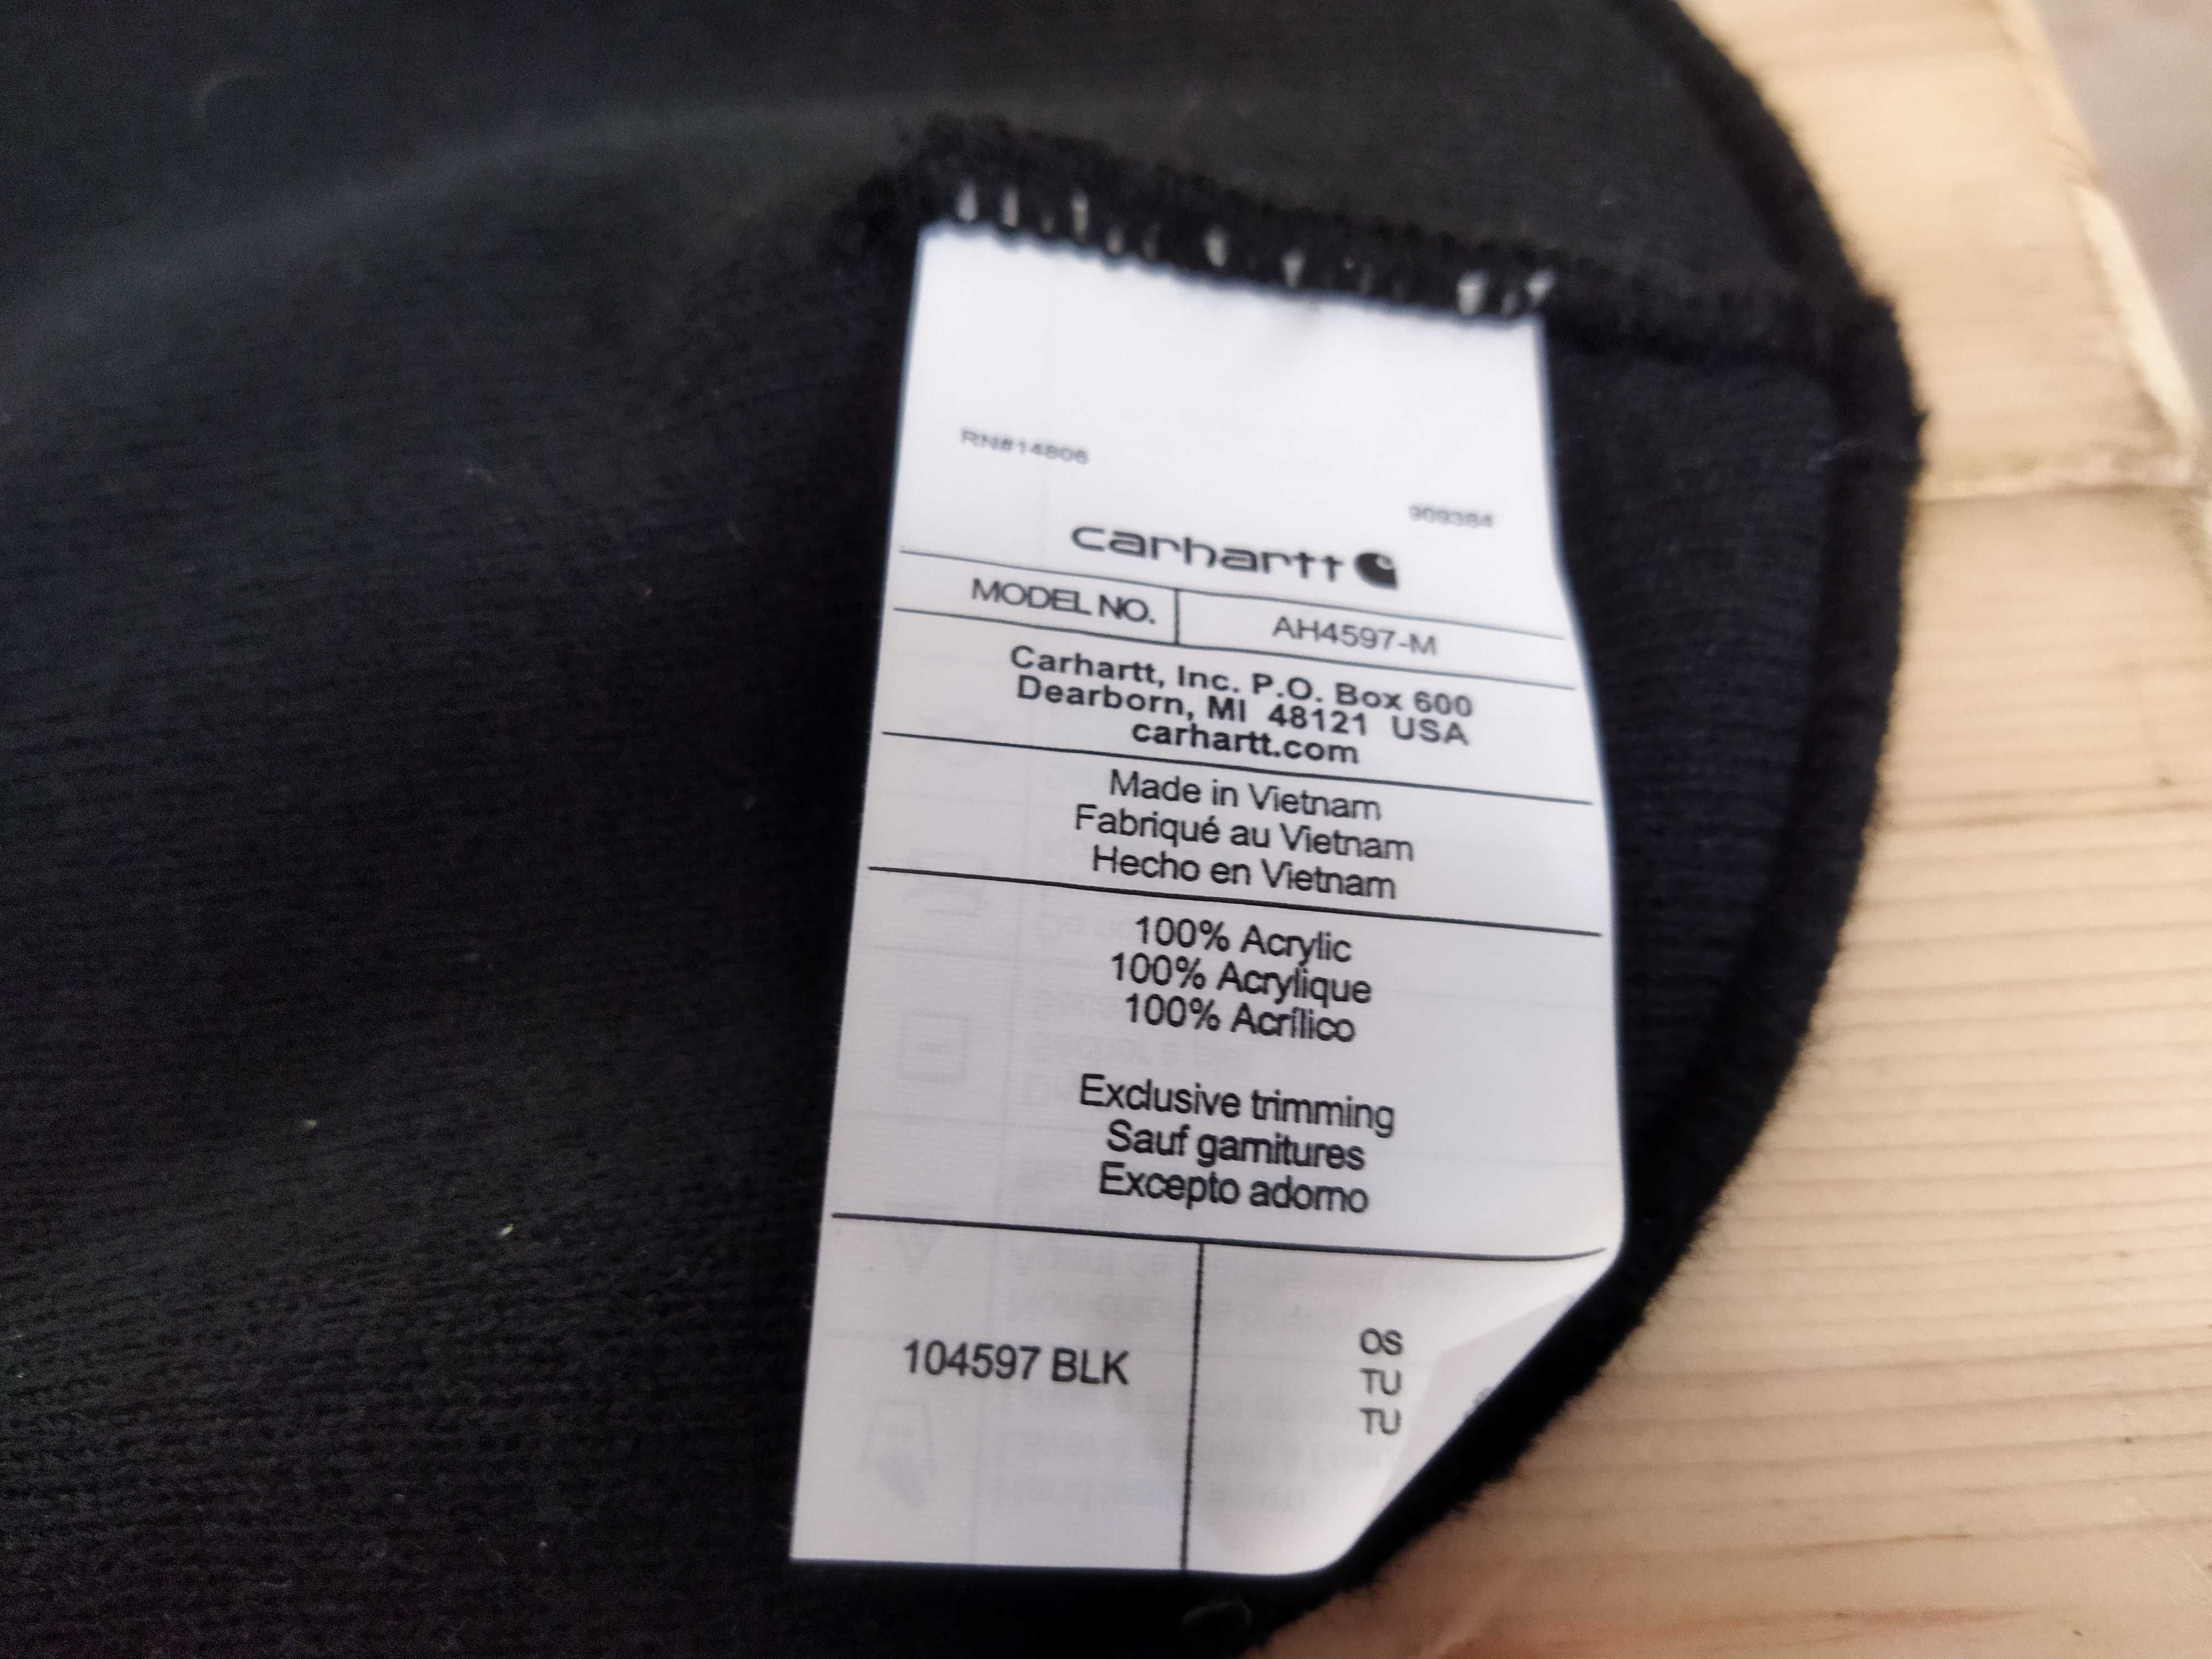 RN#14806
909384
carhartt
MODEL NO. AH4597-M
Carhartt, Inc. P.O. Box 600
Dearborn, MI 48121 USA
carhartt.com
Made in Vietnam
Fabriqué au Vietnam
Hecho en Vietnam
100% Acrylic
100% Acrylique
100% Acrílico
Exclusive trimming
Sauf garnitures
Excepto adorno
104597 BLK
OS
TU
TU